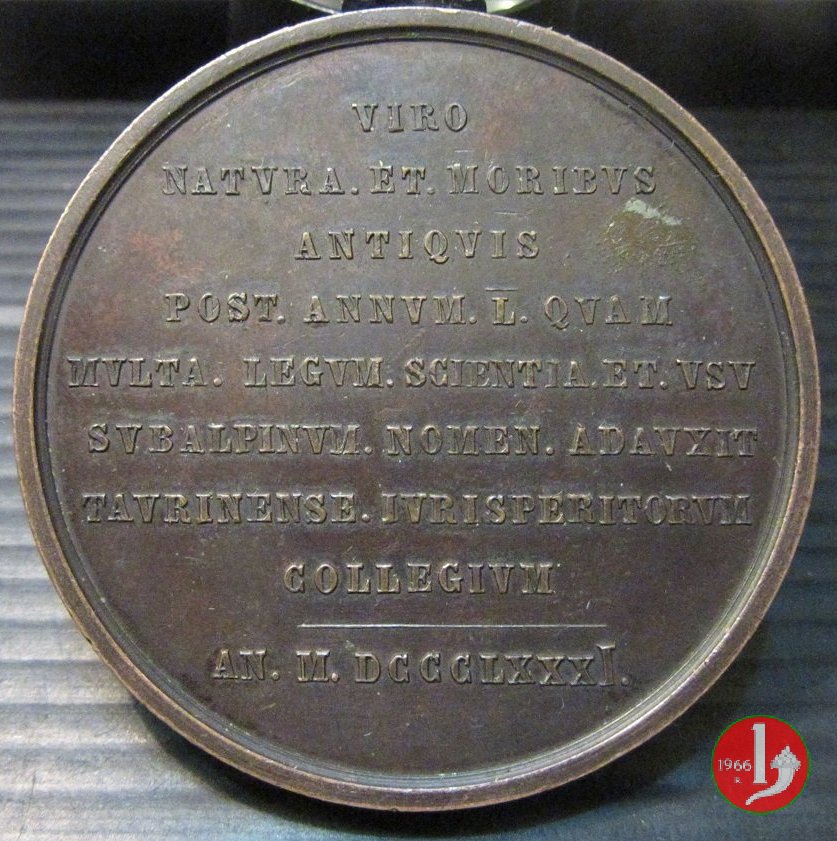 VIRO
NATVRA. ET. MORIBVS
ANTIQVIS
POST. ANNVM. L. QVAM
MVLTA. LEGVM. SCIENTIA. ET. VSV
SVBALPINVM. NOMEN. ADAVXIT
TAVRINENSE. IVRISPERITORVM
COLLEGIVM
AN. M. DCCCLXXXI.
1966
R.